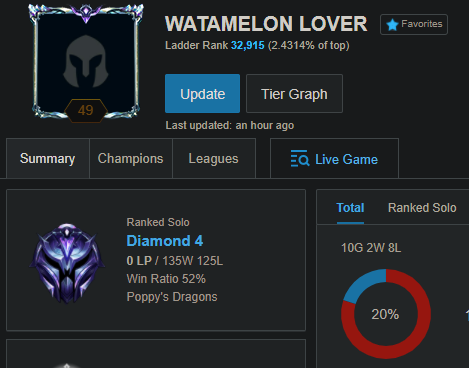 WATAMELON LOVER
Favorites
Ladder Rank 32,915 (2.4314% of top)
49
Update
Tier Graph
Last updated: an hour ago
Summary
Champions
Leagues
Live Game
Ranked Solo
Diamond 4
0 LP / 135W 125L
Win Ratio 52%
Poppy's Dragons
Total
Ranked Solo
10G 2W 8L
20%